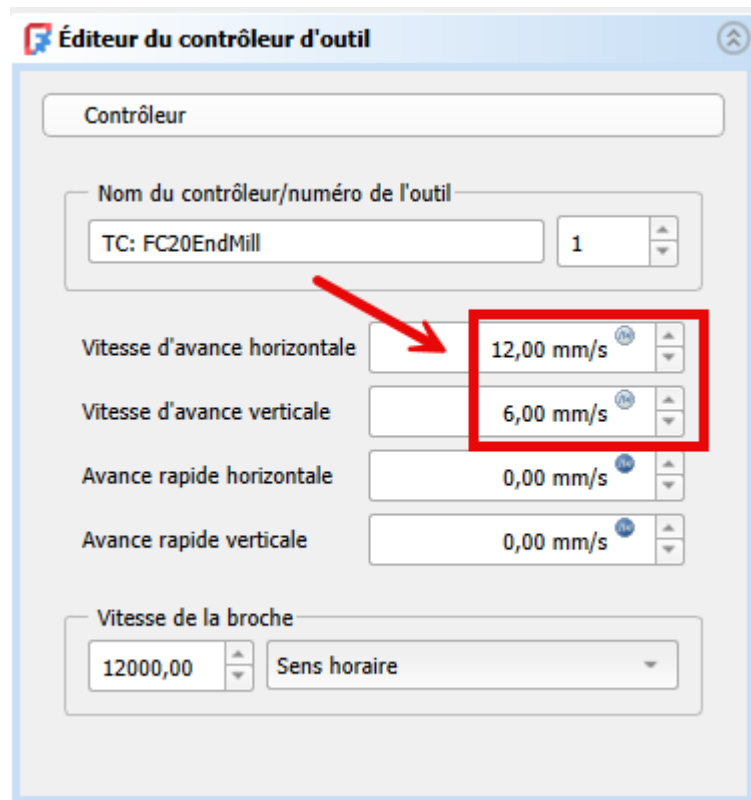 Éditeur du contrôleur d'outil
Contrôleur
Nom du contrôleur/numéro de l'outil
TC: FC20EndMill 1
Vitesse d'avance horizontale 12,00 mm/s
Vitesse d'avance verticale 6,00 mm/s
Avance rapide horizontale 0,00 mm/s
Avance rapide verticale 0,00 mm/s
Vitesse de la broche
12000,00 Sens horaire